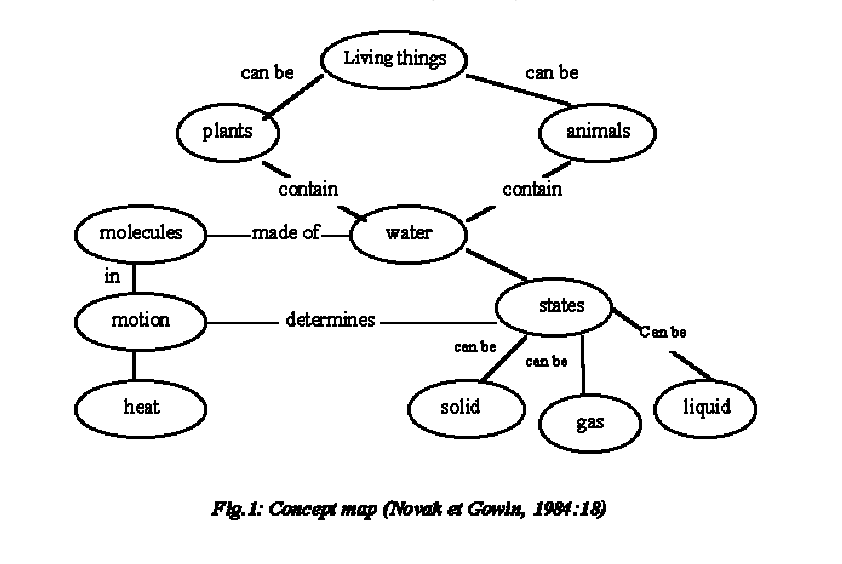 Living things
can be
can be
plants
animals
contain
contain
molecules
made of
water
in
states
motion
determines
can be
can be
Can be
heat
solid
gas
liquid
Fig.1: Concept map (Novak et Gowin, 1984:18)